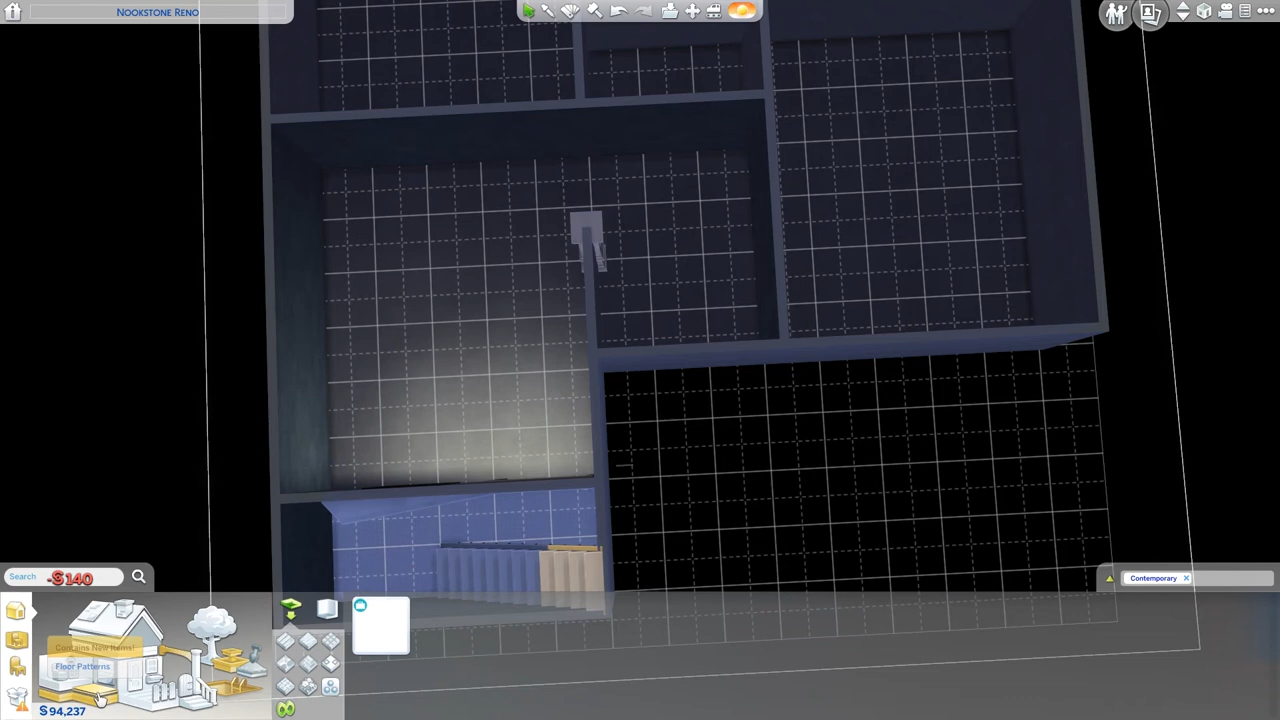 Nookstone Reno
Search
-§140
Contemporary
Contains New Items!
Floor Patterns
§94,237